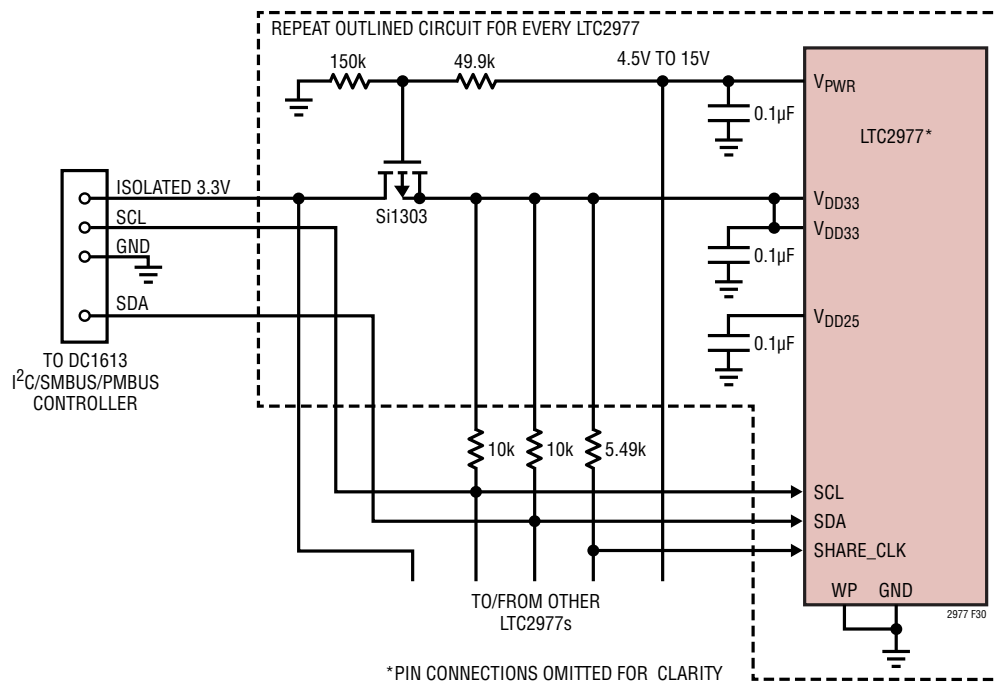 REPEAT OUTLINED CIRCUIT FOR EVERY LTC2977
150k
49.9k
4.5V TO 15V
VPWR
0.1µF
LTC2977*
ISOLATED 3.3V
Si1303
VDD33
SCL
VDD33
GND
0.1µF
SDA
VDD25
0.1µF
TO DC1613
I2C/SMBUS/PMBUS
CONTROLLER
10k
10k
5.49k
SCL
SDA
SHARE_CLK
WP
GND
TO/FROM OTHER
LTC2977s
2977 F30
*PIN CONNECTIONS OMITTED FOR CLARITY